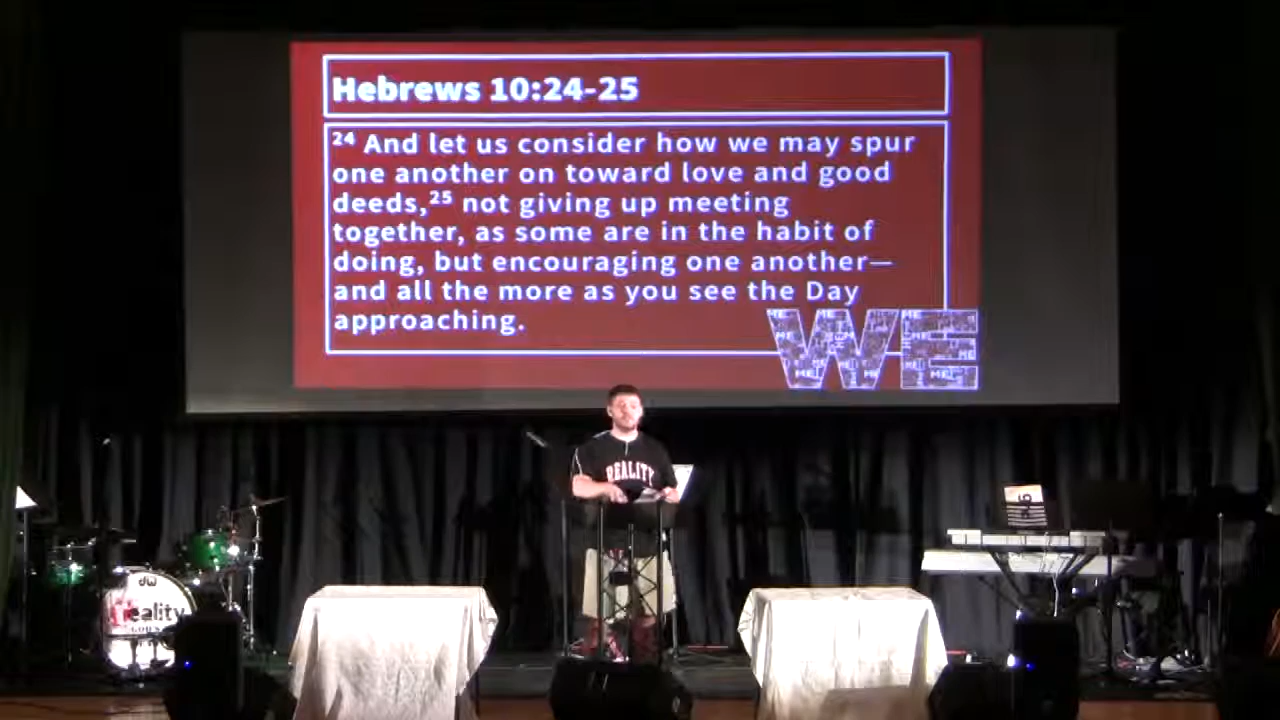 Hebrews 10:24-25
²⁴ And let us consider how we may spur
one another on toward love and good
deeds,²⁵ not giving up meeting
together, as some are in the habit of
doing, but encouraging one another—
and all the more as you see the Day
approaching.
WE
REALITY
dw
reality